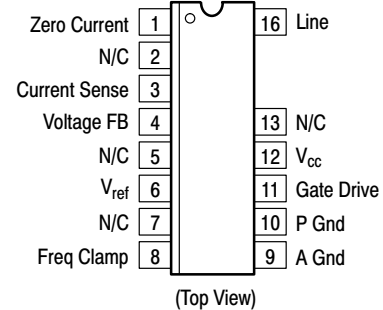 Zero Current 1 16 Line
N/C 2
Current Sense 3
Voltage FB 4 13 N/C
N/C 5 12 Vcc
Vref 6 11 Gate Drive
N/C 7 10 P Gnd
Freq Clamp 8 9 A Gnd
(Top View)